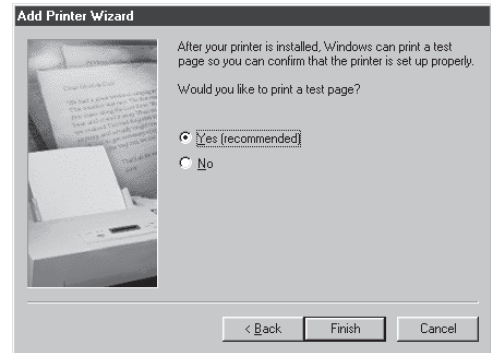 Add Printer Wizard
After your printer is installed, Windows can print a test
page so you can confirm that the printer is set up properly.
Would you like to print a test page?
Yes (recommended)
No
< Back
Finish
Cancel